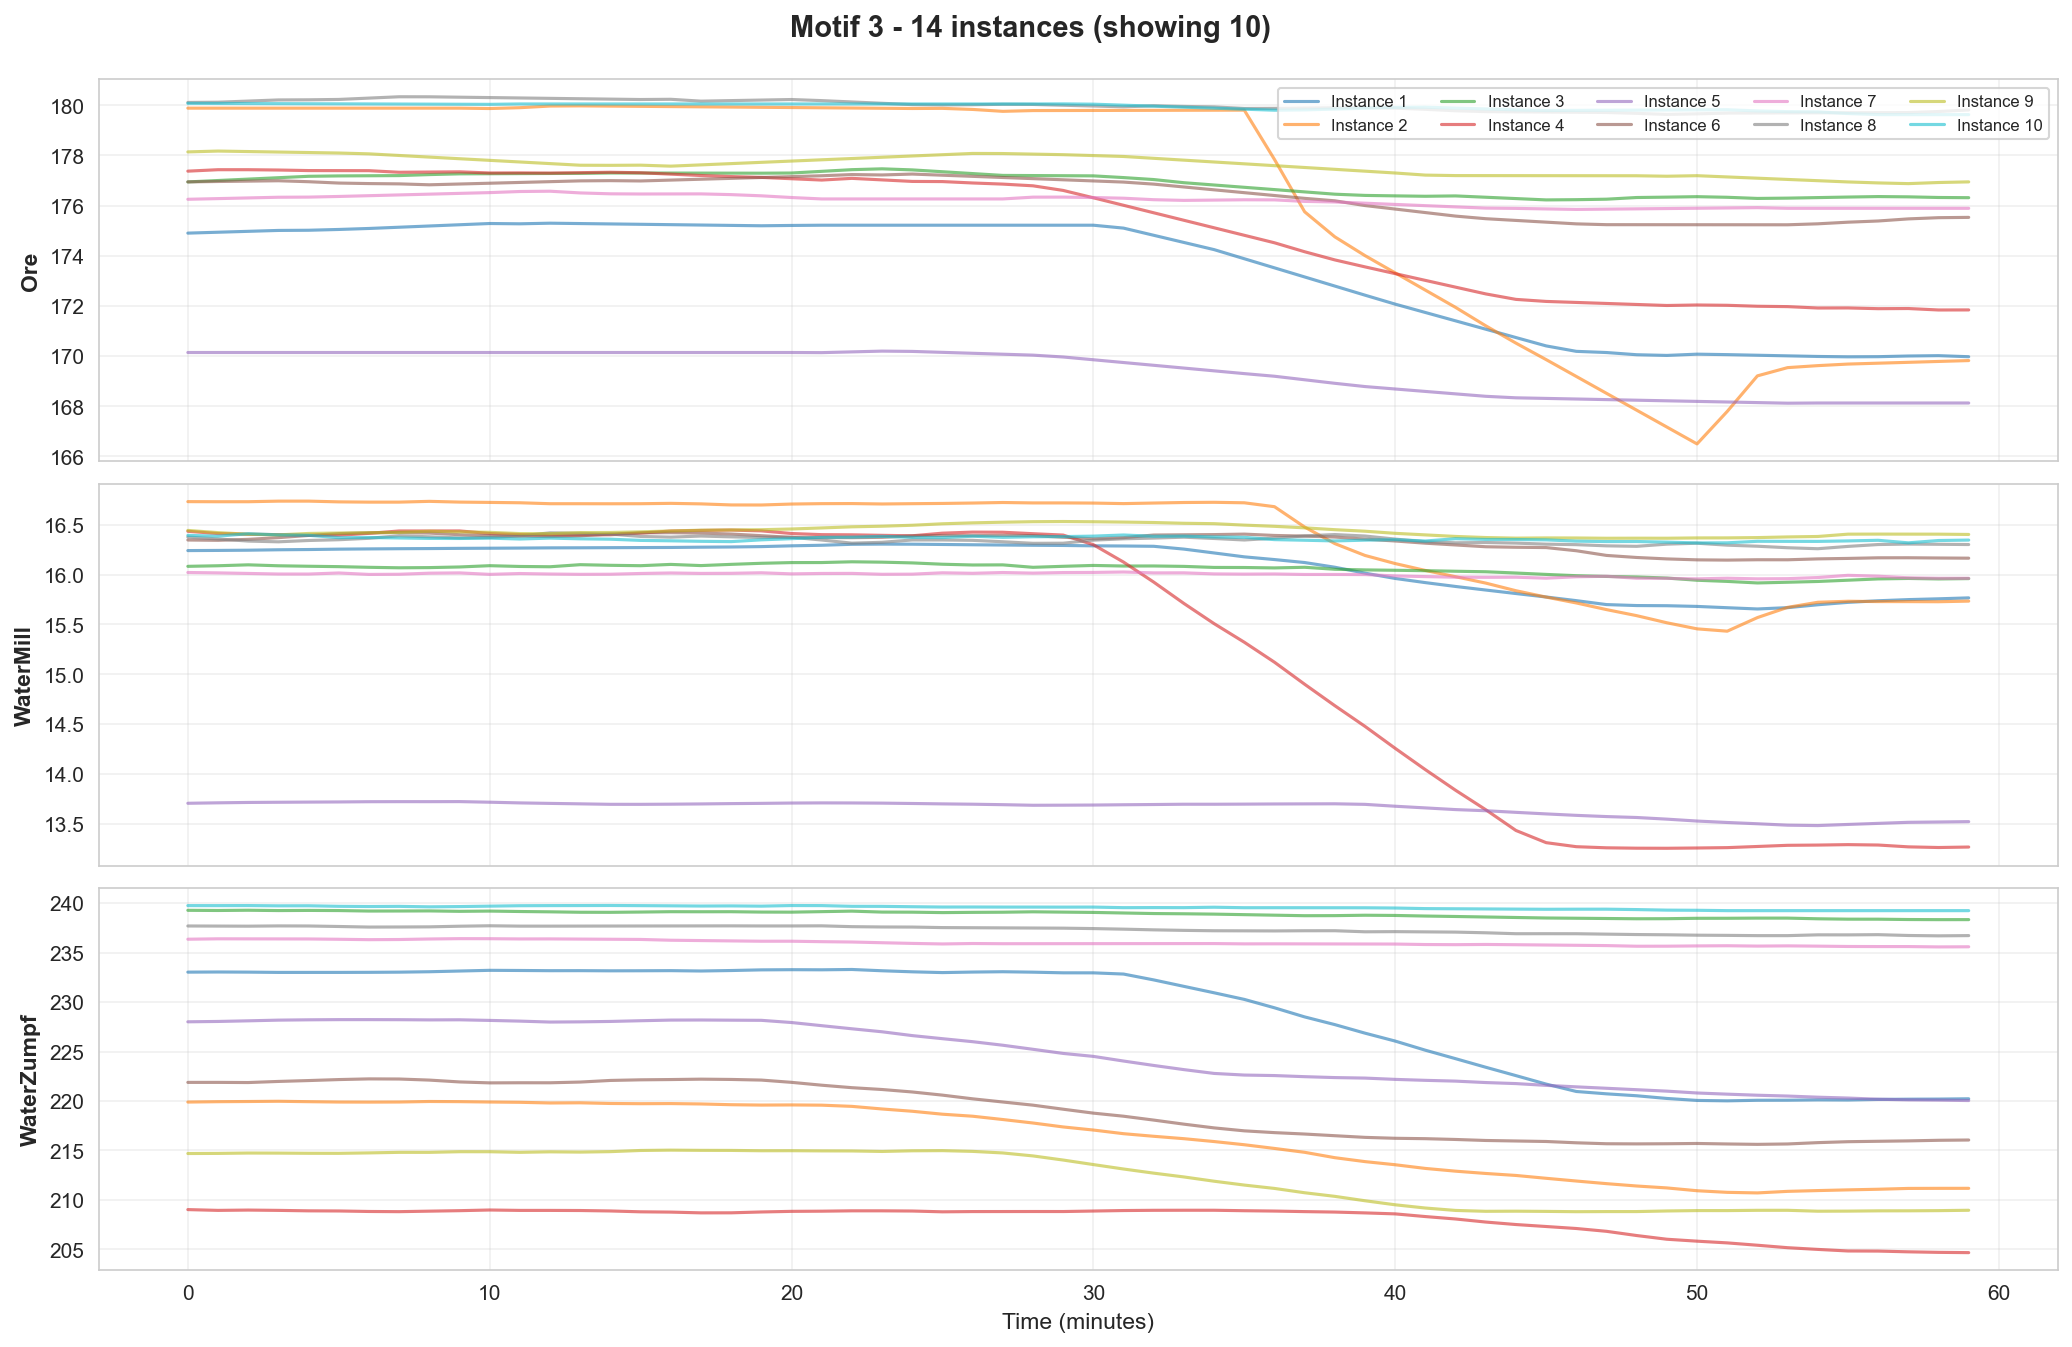 Motif 3 - 14 instances (showing 10)
Instance 1 Instance 3 Instance 5 Instance 7 Instance 9
Instance 2 Instance 4 Instance 6 Instance 8 Instance 10
Ore
180
178
176
174
172
170
168
166
WaterMill
16.5
16.0
15.5
15.0
14.5
14.0
13.5
WaterZumpf
240
235
230
225
220
215
210
205
0 10 20 30 40 50 60
Time (minutes)